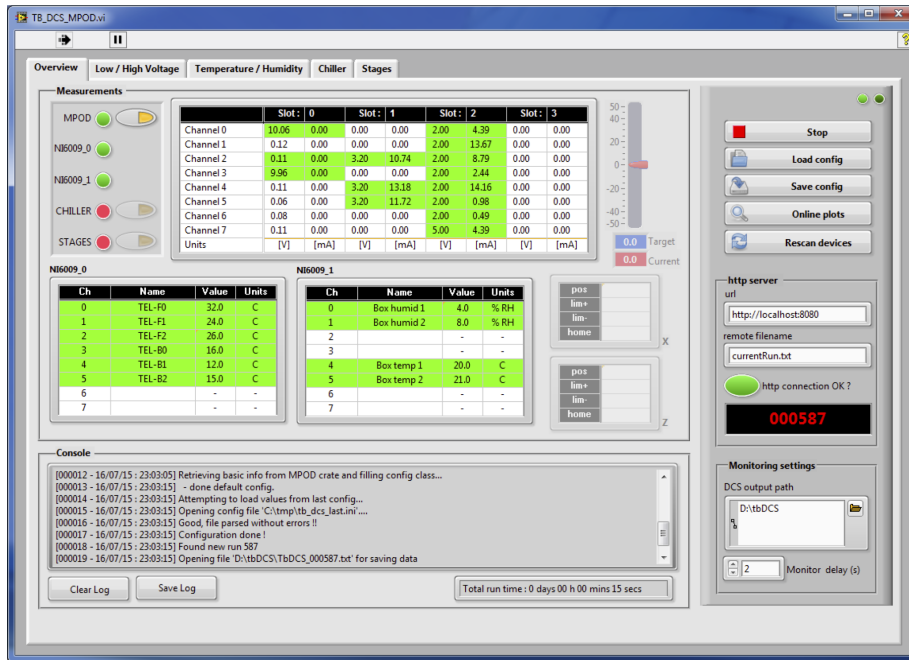 TB_DCS_MPOD.vi
Overview Low / High Voltage Temperature / Humidity Chiller Stages
Measurements
MPOD
NI6009_0
NI6009_1
CHILLER
STAGES
Slot: 0 Slot: 1 Slot: 2 Slot: 3
Channel 0 10.06 0.00 0.00 0.00 2.00 4.39 0.00 0.00
Channel 1 0.12 0.00 0.00 0.00 2.00 13.67 0.00 0.00
Channel 2 0.11 0.00 3.20 10.74 2.00 8.79 0.00 0.00
Channel 3 9.96 0.00 0.00 0.00 2.00 2.44 0.00 0.00
Channel 4 0.11 0.00 3.20 13.18 2.00 14.16 0.00 0.00
Channel 5 0.06 0.00 3.20 11.72 2.00 0.98 0.00 0.00
Channel 6 0.08 0.00 0.00 0.00 2.00 0.49 0.00 0.00
Channel 7 0.11 0.00 0.00 0.00 5.00 4.39 0.00 0.00
Units [V] [mA] [V] [mA] [V] [mA] [V] [mA]
50
40
20
0
-20
-40
-50
0.0 Target
0.0 Current
NI6009_0
Ch Name Value Units
0 TEL-F0 32.0 C
1 TEL-F1 24.0 C
2 TEL-F2 26.0 C
3 TEL-B0 16.0 C
4 TEL-B1 12.0 C
5 TEL-B2 15.0 C
6 - -
7 - -
NI6009_1
Ch Name Value Units
0 Box humid 1 4.0 % RH
1 Box humid 2 8.0 % RH
2 - -
3 - -
4 Box temp 1 20.0 C
5 Box temp 2 21.0 C
6 - -
7 - -
pos
lim+
lim-
home
X
pos
lim+
lim-
home
Z
Console
[000012 - 16/07/15 : 23:03:05] Retrieving basic info from MPOD crate and filling config class...
[000013 - 16/07/15 : 23:03:15] - done default config.
[000014 - 16/07/15 : 23:03:15] Attempting to load values from last config...
[000015 - 16/07/15 : 23:03:15] Opening config file 'C:\tmp\tb_dcs_last.ini'....
[000016 - 16/07/15 : 23:03:15] Good, file parsed without errors !!
[000017 - 16/07/15 : 23:03:15] Configuration done !
[000018 - 16/07/15 : 23:03:15] Found new run 587
[000019 - 16/07/15 : 23:03:15] Opening file 'D:\tbDCS\TbDCS_000587.txt' for saving data
Clear Log Save Log Total run time : 0 days 00 h 00 mins 15 secs
Stop
Load config
Save config
Online plots
Rescan devices
http server
url
http://localhost:8080
remote filename
currentRun.txt
http connection OK ?
000587
Monitoring settings
DCS output path
D:\tbDCS
2 Monitor delay (s)